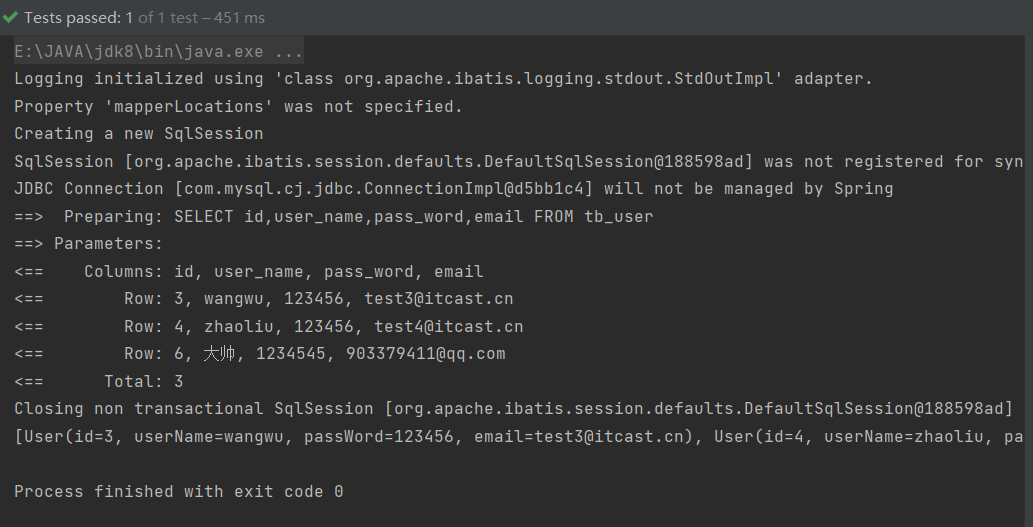 Tests passed: 1 of 1 test – 451 ms
E:\JAVA\jdk8\bin\java.exe ...
Logging initialized using 'class org.apache.ibatis.logging.stdout.StdOutImpl' adapter.
Property 'mapperLocations' was not specified.
Creating a new SqlSession
SqlSession [org.apache.ibatis.session.defaults.DefaultSqlSession@188598ad] was not registered for syn
JDBC Connection [com.mysql.cj.jdbc.ConnectionImpl@d5bb1c4] will not be managed by Spring
==>  Preparing: SELECT id,user_name,pass_word,email FROM tb_user
==> Parameters:
<==    Columns: id, user_name, pass_word, email
<==        Row: 3, wangwu, 123456, test3@itcast.cn
<==        Row: 4, zhaoliu, 123456, test4@itcast.cn
<==        Row: 6, 大帅, 1234545, 903379411@qq.com
<==      Total: 3
Closing non transactional SqlSession [org.apache.ibatis.session.defaults.DefaultSqlSession@188598ad]
[User(id=3, userName=wangwu, passWord=123456, email=test3@itcast.cn), User(id=4, userName=zhaoliu, pa
Process finished with exit code 0